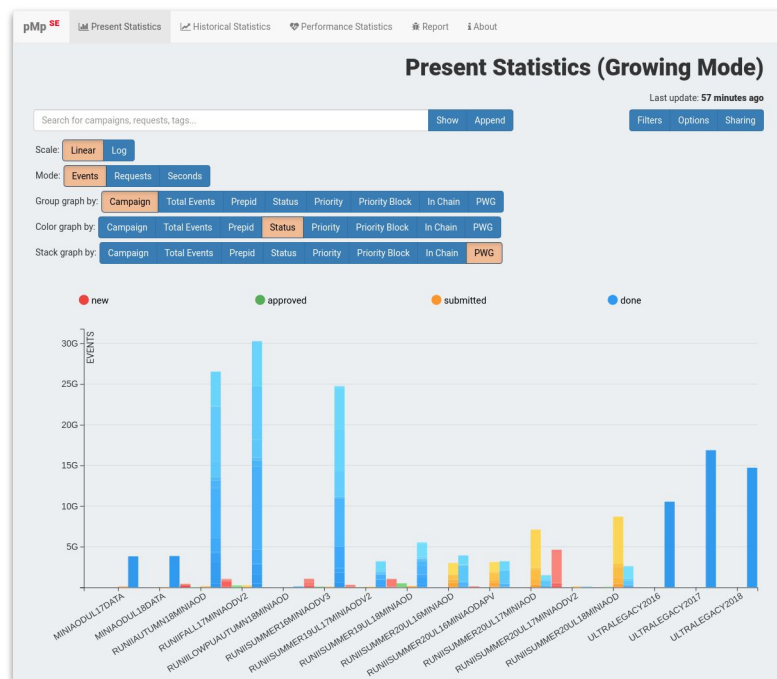 pMp SE Present Statistics Historical Statistics Performance Statistics Report About
Present Statistics (Growing Mode)
Last update: 57 minutes ago
Search for campaigns, requests, tags... Show Append Filters Options Sharing
Scale: Linear Log
Mode: Events Requests Seconds
Group graph by: Campaign Total Events Prepid Status Priority Priority Block In Chain PWG
Color graph by: Campaign Total Events Prepid Status Priority Priority Block In Chain PWG
Stack graph by: Campaign Total Events Prepid Status Priority Priority Block In Chain PWG
new approved submitted done
EVENTS
30G
25G
20G
15G
10G
5G
MINIAODUL17DATA
MINIAODUL18DATA
RUNIIAUTUMN18MINIAOD
RUNIIFALL17MINIAODV2
RUNIILOWPUAUTUMN18MINIAOD
RUNIISUMMER16MINIAODV3
RUNIISUMMER19UL17MINIAODV2
RUNIISUMMER19UL18MINIAOD
RUNIISUMMER20UL16MINIAOD
RUNIISUMMER20UL16MINIAODAPV
RUNIISUMMER20UL17MINIAOD
RUNIISUMMER20UL17MINIAODV2
RUNIISUMMER20UL18MINIAOD
ULTRALEGACY2016
ULTRALEGACY2017
ULTRALEGACY2018